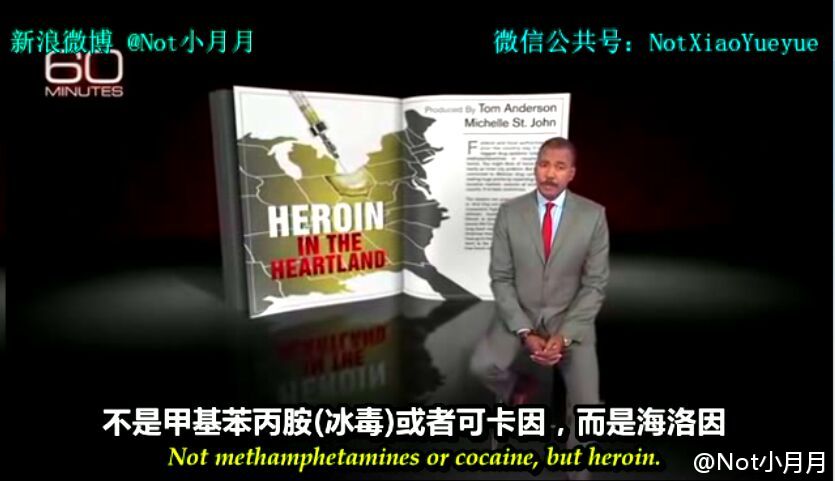 新浪微博 @Not小月月
微信公共号：NotXiaoYueyue
60
MINUTES
Produced By Tom Anderson
Michelle St. John
HEROIN
IN THE
HEARTLAND
不是甲基苯丙胺(冰毒)或者可卡因，而是海洛因
Not methamphetamines or cocaine, but heroin.
@Not小月月